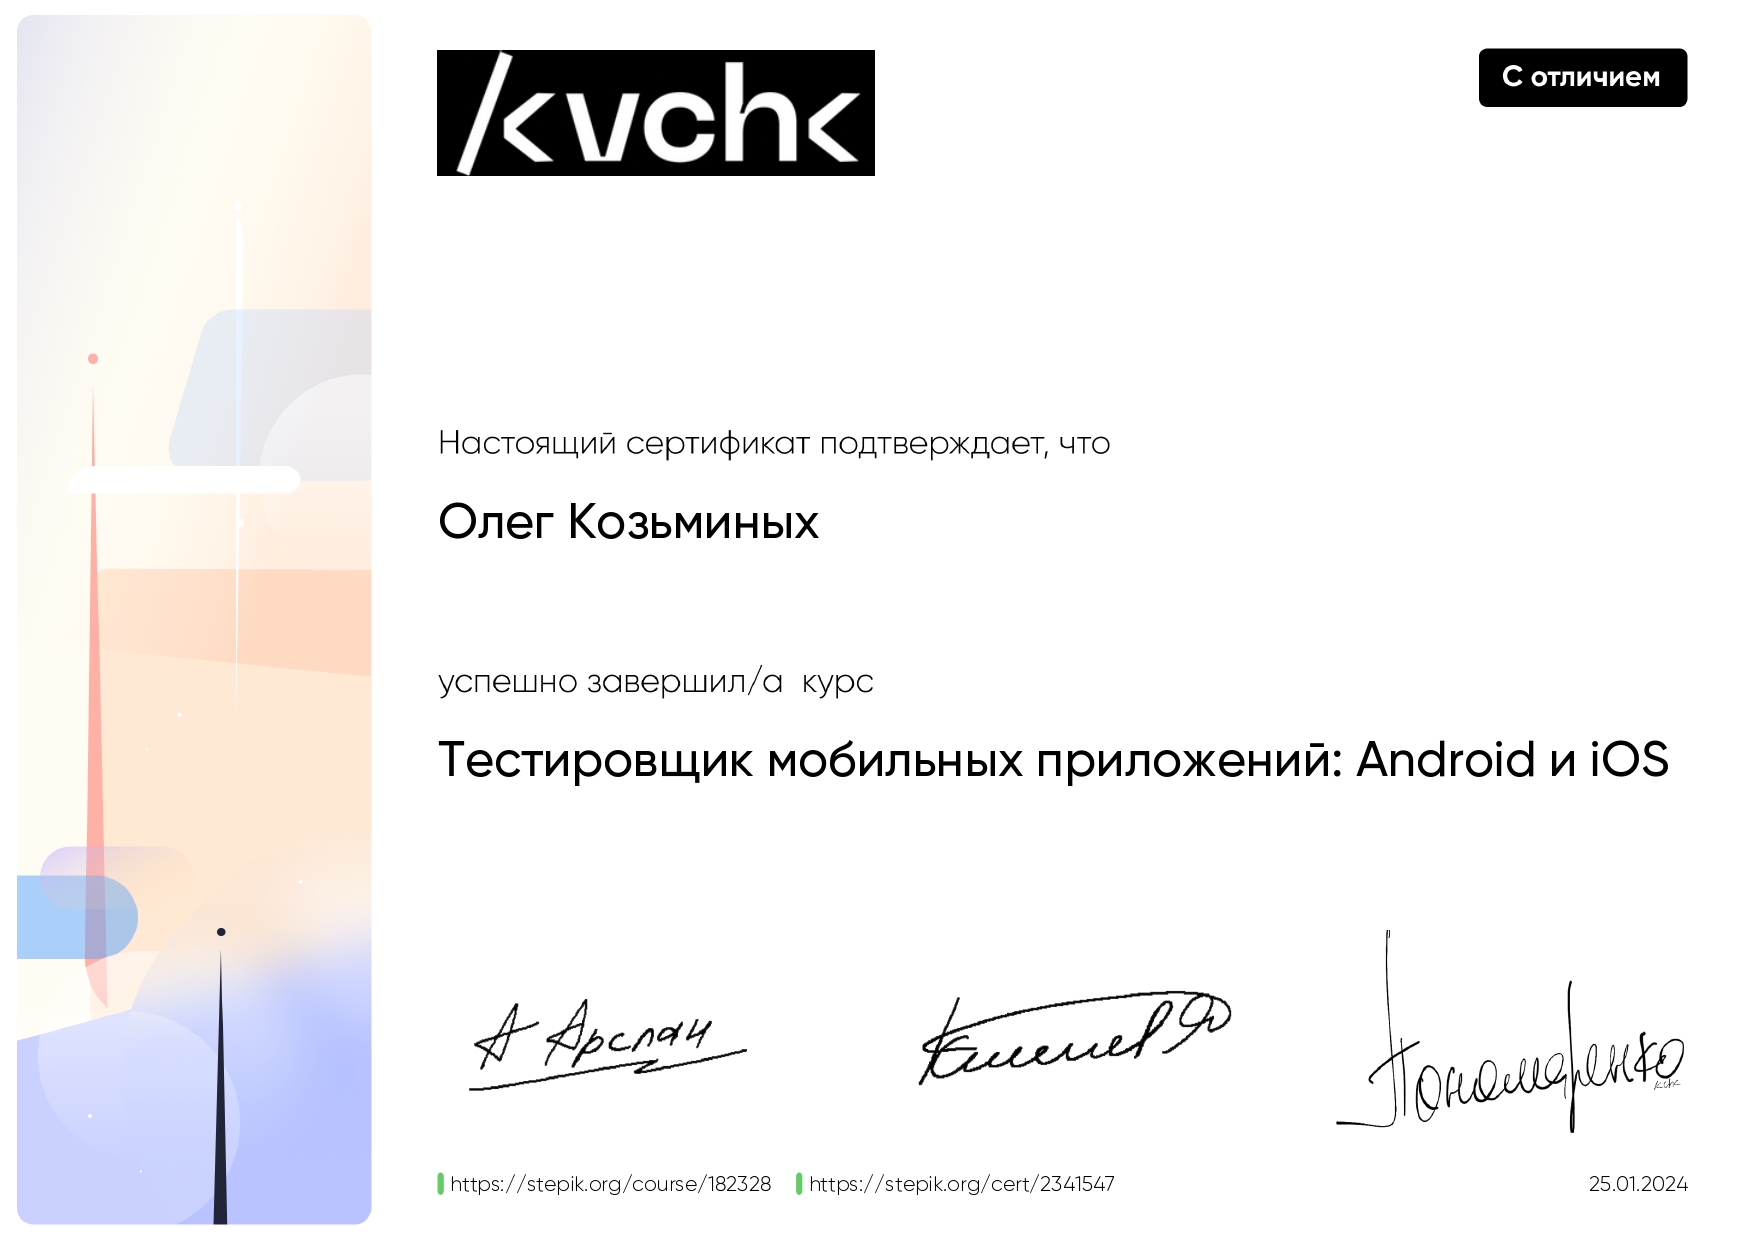 /kvchk
С отличием
Настоящий сертификат подтверждает, что
Олег Козьминых
успешно завершил/а курс
Тестировщик мобильных приложений: Android и iOS
А Арслан
Пономаренко
https://stepik.org/course/182328 https://stepik.org/cert/2341547 25.01.2024